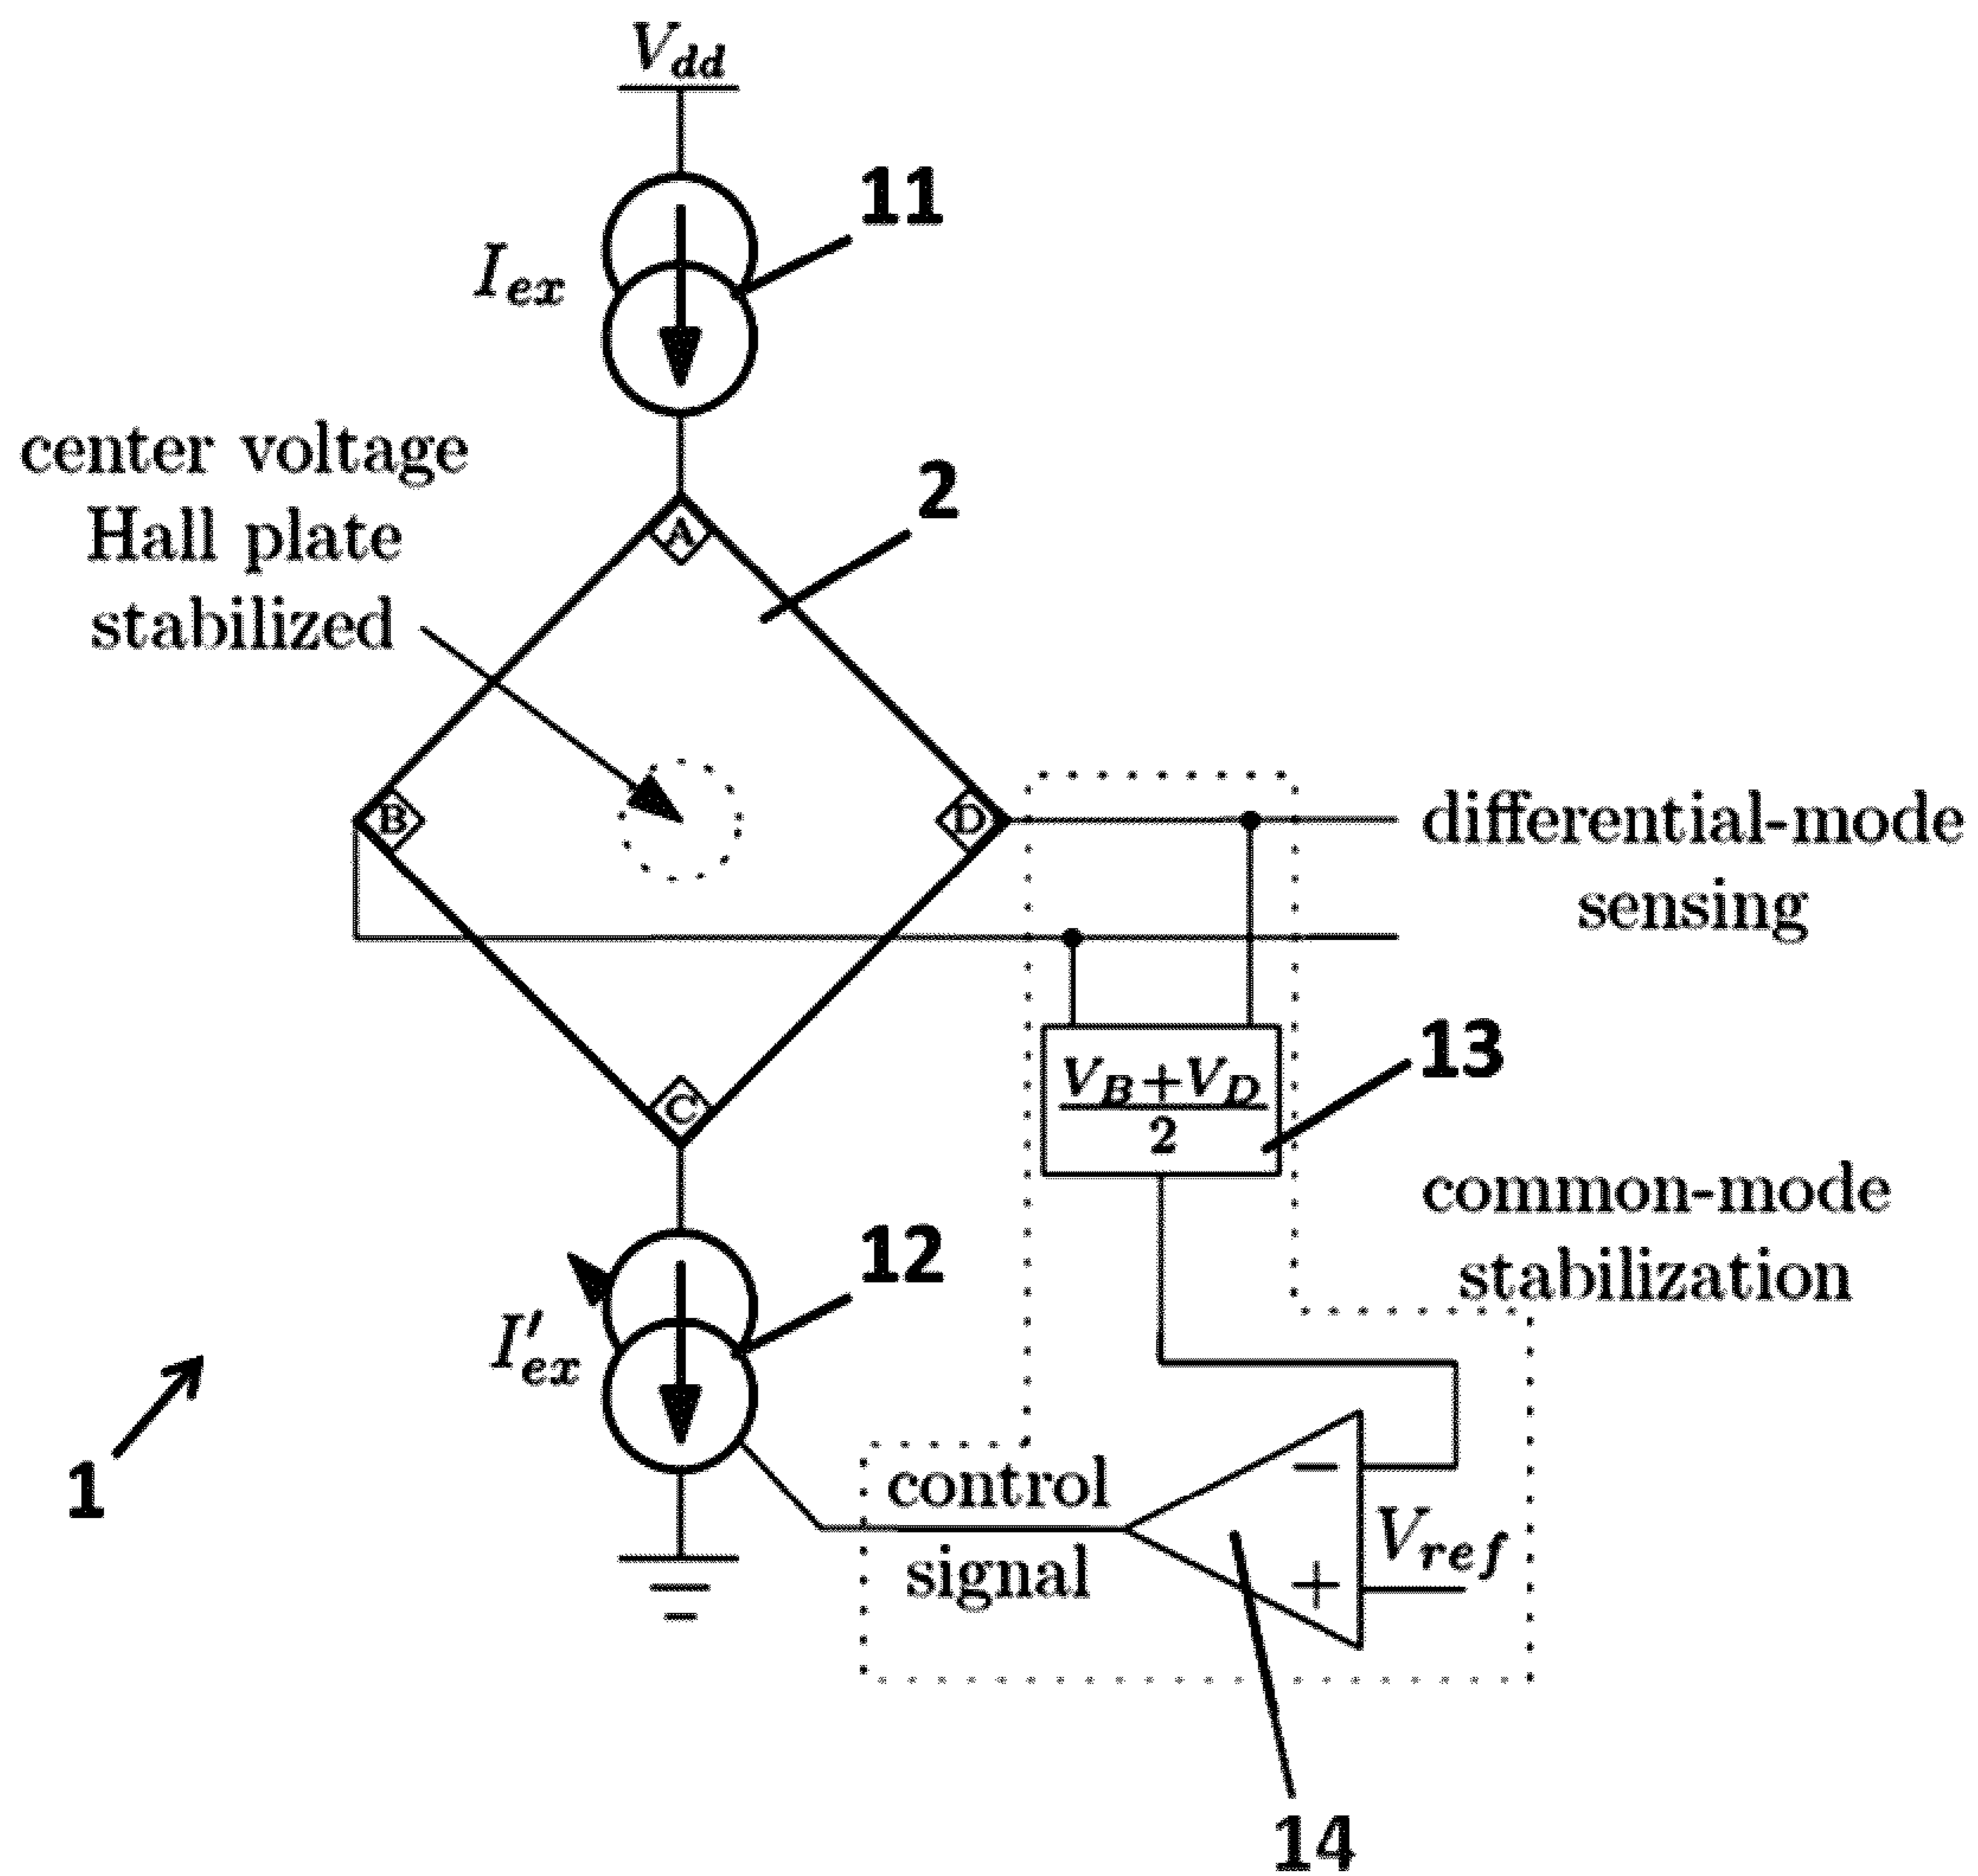 V_dd
11
I_ex
center voltage
Hall plate
stabilized
2
A
B
D
differential-mode
sensing
13
V_B+V_D
2
C
common-mode
stabilization
12
I'_ex
1
control
signal
−
+
V_ref
14